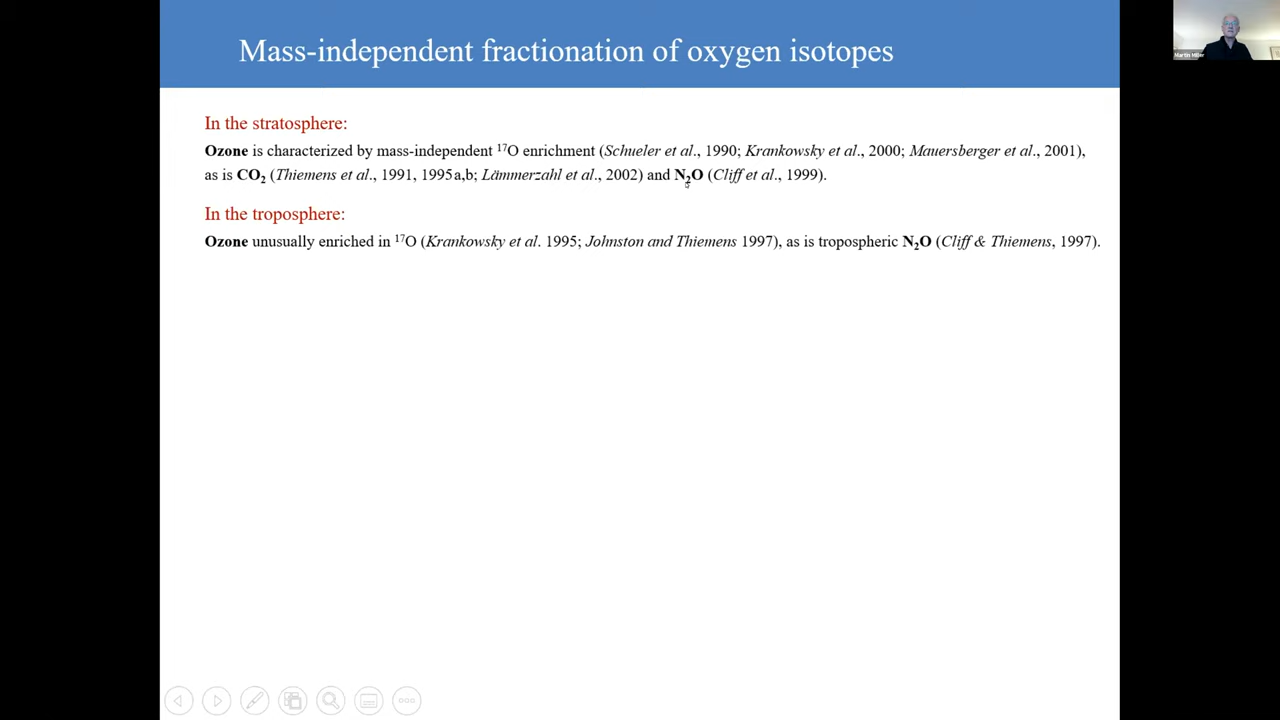 Mass-independent fractionation of oxygen isotopes
Martin Miller
In the stratosphere:
Ozone is characterized by mass-independent ¹⁷O enrichment (Schueler et al., 1990; Krankowsky et al., 2000; Mauersberger et al., 2001),
as is CO₂ (Thiemens et al., 1991, 1995a,b; Lämmerzahl et al., 2002) and N₂O (Cliff et al., 1999).
In the troposphere:
Ozone unusually enriched in ¹⁷O (Krankowsky et al. 1995; Johnston and Thiemens 1997), as is tropospheric N₂O (Cliff & Thiemens, 1997).